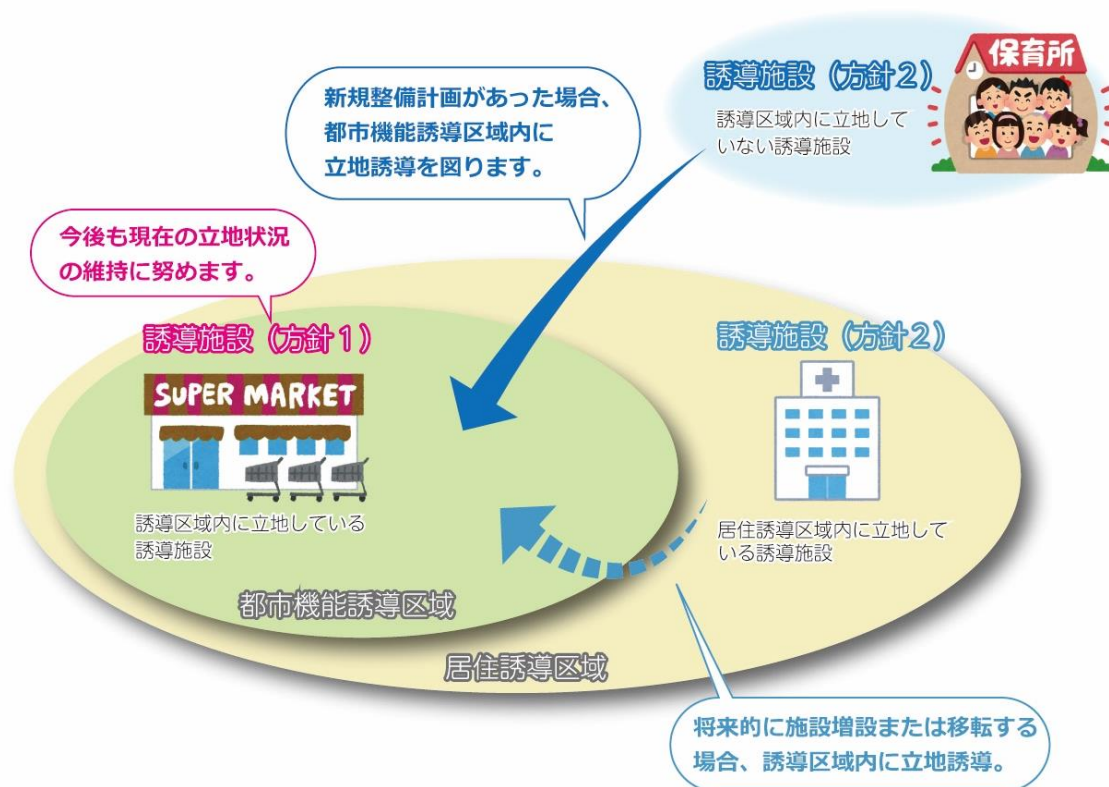 保育所
誘導施設（方針２）
誘導区域内に立地して
いない誘導施設
新規整備計画があった場合、
都市機能誘導区域内に
立地誘導を図ります。
今後も現在の立地状況
の維持に努めます。
誘導施設（方針１）
SUPER MARKET
誘導区域内に立地している
誘導施設
誘導施設（方針２）
居住誘導区域内に立地して
いる誘導施設
都市機能誘導区域
居住誘導区域
将来的に施設増設または移転する
場合、誘導区域内に立地誘導。